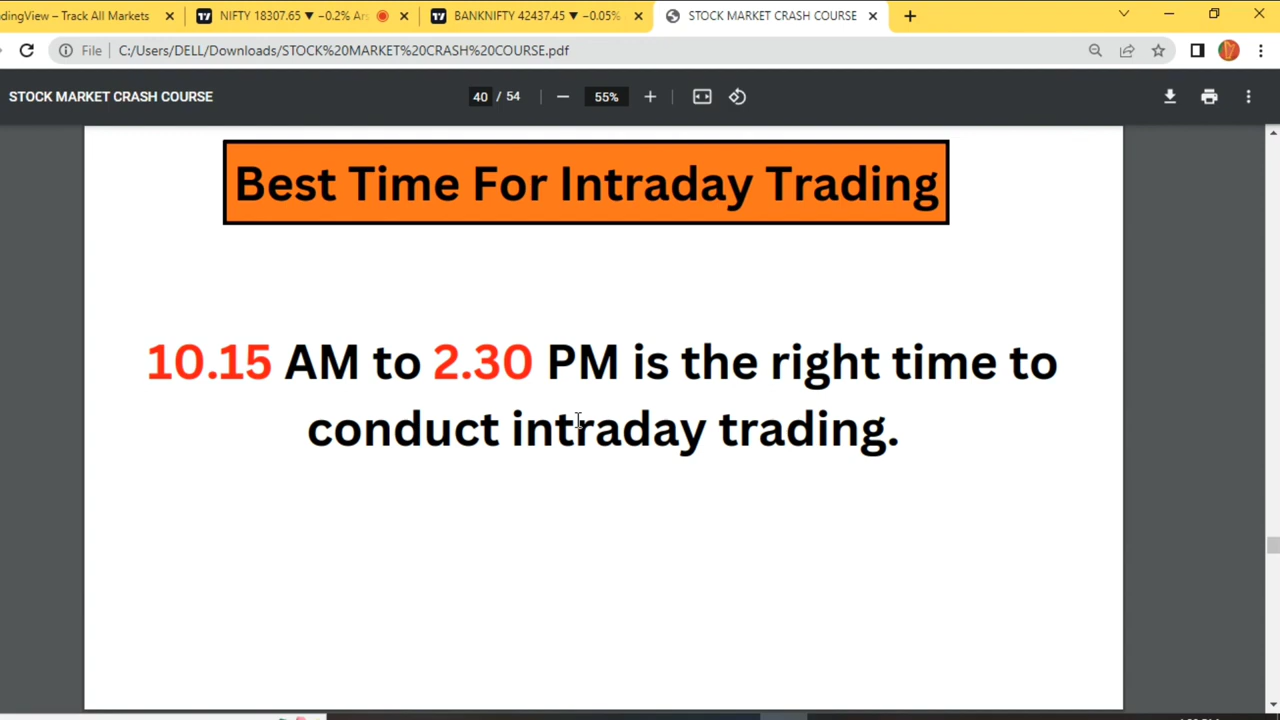 adingView – Track All Markets
NIFTY 18307.65 ▼ −0.2%
BANKNIFTY 42437.45 ▼ −0.05%
STOCK MARKET CRASH COURSE
File
C:/Users/DELL/Downloads/STOCK%20MARKET%20CRASH%20COURSE.pdf
STOCK MARKET CRASH COURSE
40 / 54
55%
Best Time For Intraday Trading
10.15 AM to 2.30 PM is the right time to
conduct intraday trading.